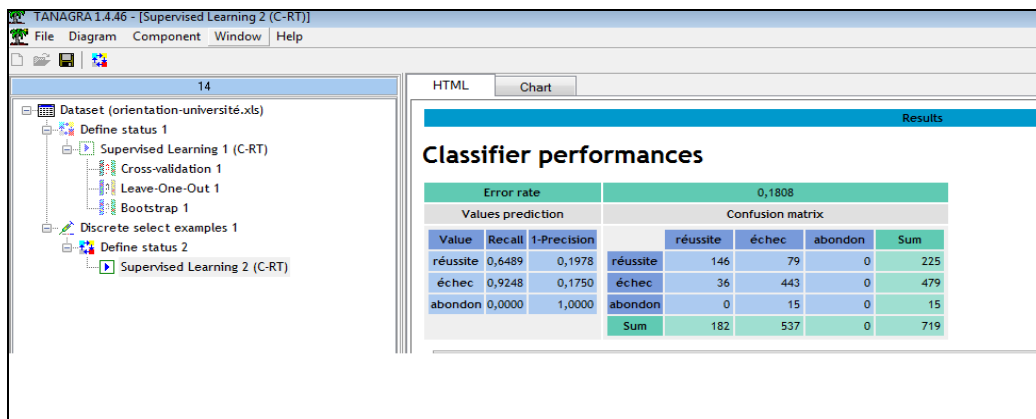 TANAGRA 1.4.46 - [Supervised Learning 2 (C-RT)]
File Diagram Component Window Help
14
Dataset (orientation-université.xls)
Define status 1
Supervised Learning 1 (C-RT)
Cross-validation 1
Leave-One-Out 1
Bootstrap 1
Discrete select examples 1
Define status 2
Supervised Learning 2 (C-RT)
HTML Chart
Results
Classifier performances
Error rate 0,1808
Values prediction Confusion matrix
Value Recall 1-Precision réussite échec abondon Sum
réussite 0,6489 0,1978 réussite 146 79 0 225
échec 0,9248 0,1750 échec 36 443 0 479
abondon 0,0000 1,0000 abondon 0 15 0 15
Sum 182 537 0 719